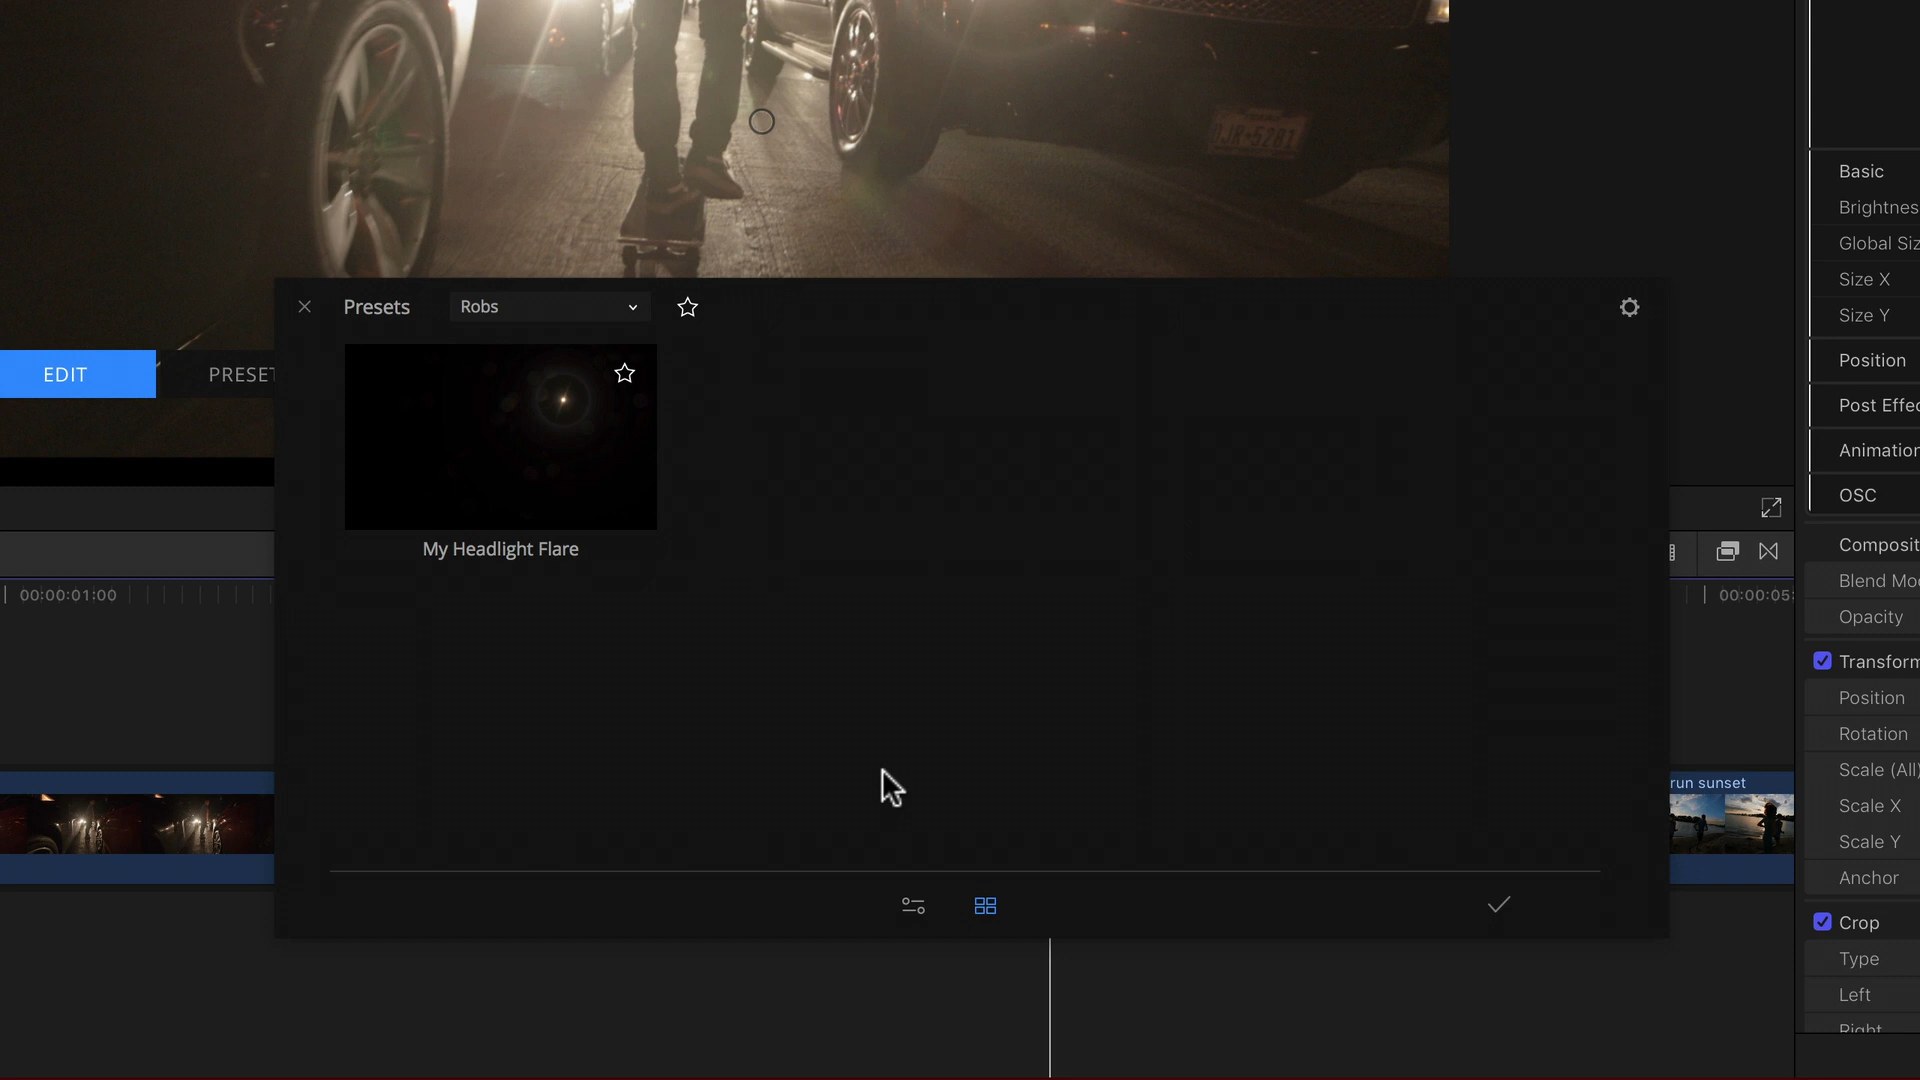 Presets
Robs
EDIT
PRESET
My Headlight Flare
00:00:01:00
00:00:05:
run sunset
Basic
Brightnes
Global Siz
Size X
Size Y
Position
Post Effec
Animation
OSC
Composit
Blend Mo
Opacity
Transform
Position
Rotation
Scale (All)
Scale X
Scale Y
Anchor
Crop
Type
Left
Right